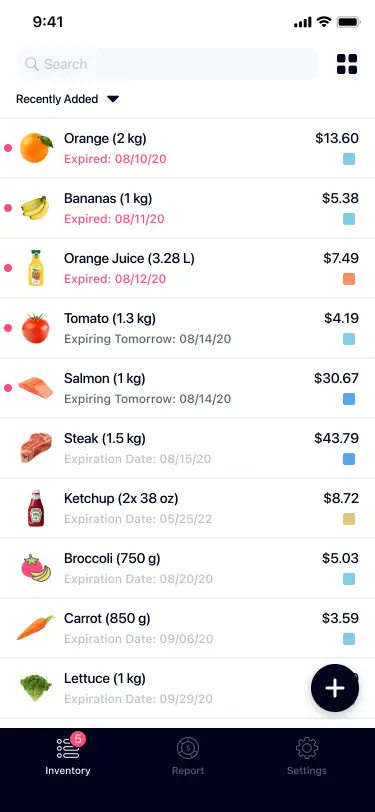 9:41
Search
Recently Added
Orange (2 kg) $13.60
Expired: 08/10/20
Bananas (1 kg) $5.38
Expired: 08/11/20
Orange Juice (3.28 L) $7.49
Expired: 08/12/20
Tomato (1.3 kg) $4.19
Expiring Tomorrow: 08/14/20
Salmon (1 kg) $30.67
Expiring Tomorrow: 08/14/20
Steak (1.5 kg) $43.79
Expiration Date: 08/15/20
Ketchup (2x 38 oz) $8.72
Expiration Date: 05/25/22
Broccoli (750 g) $5.03
Expiration Date: 08/20/20
Carrot (850 g) $3.59
Expiration Date: 09/06/20
Lettuce (1 kg)
Expiration Date: 09/29/20
5
Inventory Report Settings